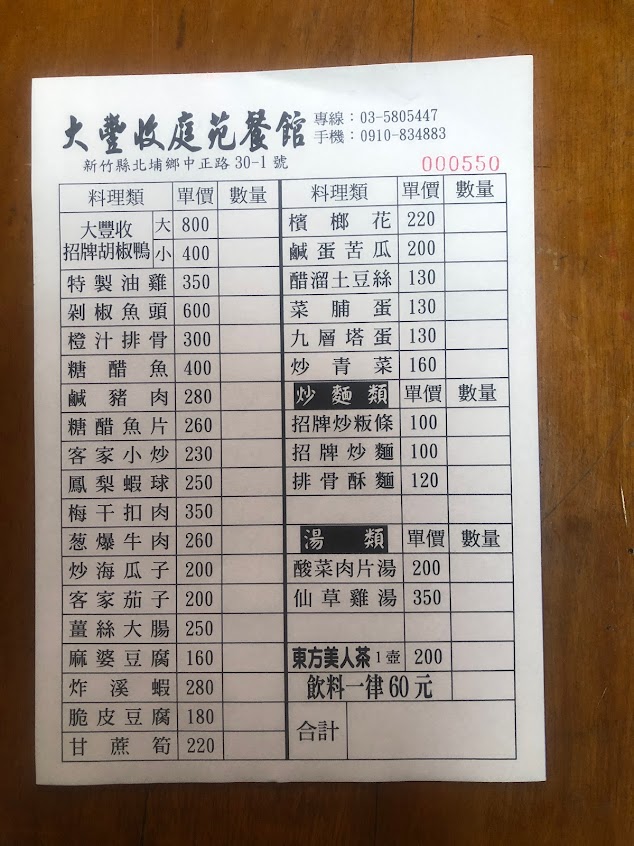 大豐收庭苑餐館
專線：03-5805447
手機：0910-834883
新竹縣北埔鄉中正路30-1號
000550
料理類 單價 數量
大豐收招牌胡椒鴨 大 800
小 400
特製油雞 350
剁椒魚頭 600
橙汁排骨 300
糖醋魚 400
鹹豬肉 280
糖醋魚片 260
客家小炒 230
鳳梨蝦球 250
梅干扣肉 350
葱爆牛肉 260
炒海瓜子 200
客家茄子 200
薑絲大腸 250
麻婆豆腐 160
炸溪蝦 280
脆皮豆腐 180
甘蔗筍 220
料理類 單價 數量
檳榔花 220
鹹蛋苦瓜 200
醋溜土豆絲 130
菜脯蛋 130
九層塔蛋 130
炒青菜 160
炒麵類 單價 數量
招牌炒粄條 100
招牌炒麵 100
排骨酥麵 120
湯類 單價 數量
酸菜肉片湯 200
仙草雞湯 350
東方美人茶1壺 200
飲料一律60元
合計